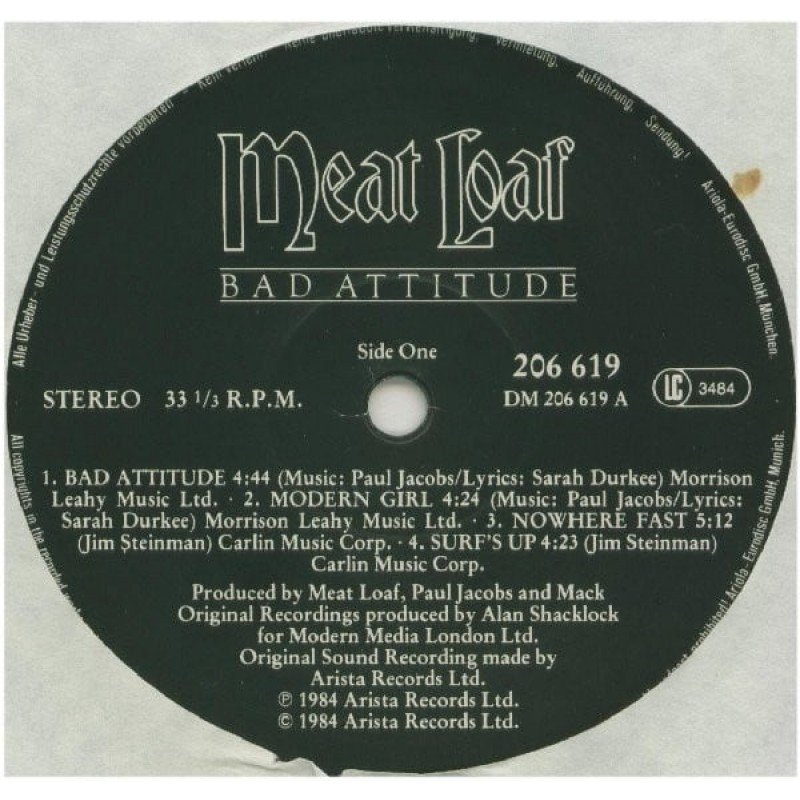 Meat Loaf
BAD ATTITUDE
Side One
STEREO 33 1/3 R.P.M.
206 619
DM 206 619 A
LC 3484
1. BAD ATTITUDE 4:44 (Music: Paul Jacobs/Lyrics: Sarah Durkee) Morrison
Leahy Music Ltd. · 2. MODERN GIRL 4:24 (Music: Paul Jacobs/Lyrics:
Sarah Durkee) Morrison Leahy Music Ltd. · 3. NOWHERE FAST 5:12
(Jim Steinman) Carlin Music Corp. · 4. SURF'S UP 4:23 (Jim Steinman)
Carlin Music Corp.
Produced by Meat Loaf, Paul Jacobs and Mack
Original Recordings produced by Alan Shacklock
for Modern Media London Ltd.
Original Sound Recording made by
Arista Records Ltd.
℗ 1984 Arista Records Ltd.
© 1984 Arista Records Ltd.
Alle Urheber- und Leistungsschutzrechte vorbehalten! Kein Vermietung, Aufführung, Sendung! Ariola-Eurodisc GmbH, München.
All copyrights in the recorded prohibited! Ariola-Eurodisc GmbH, Munich.